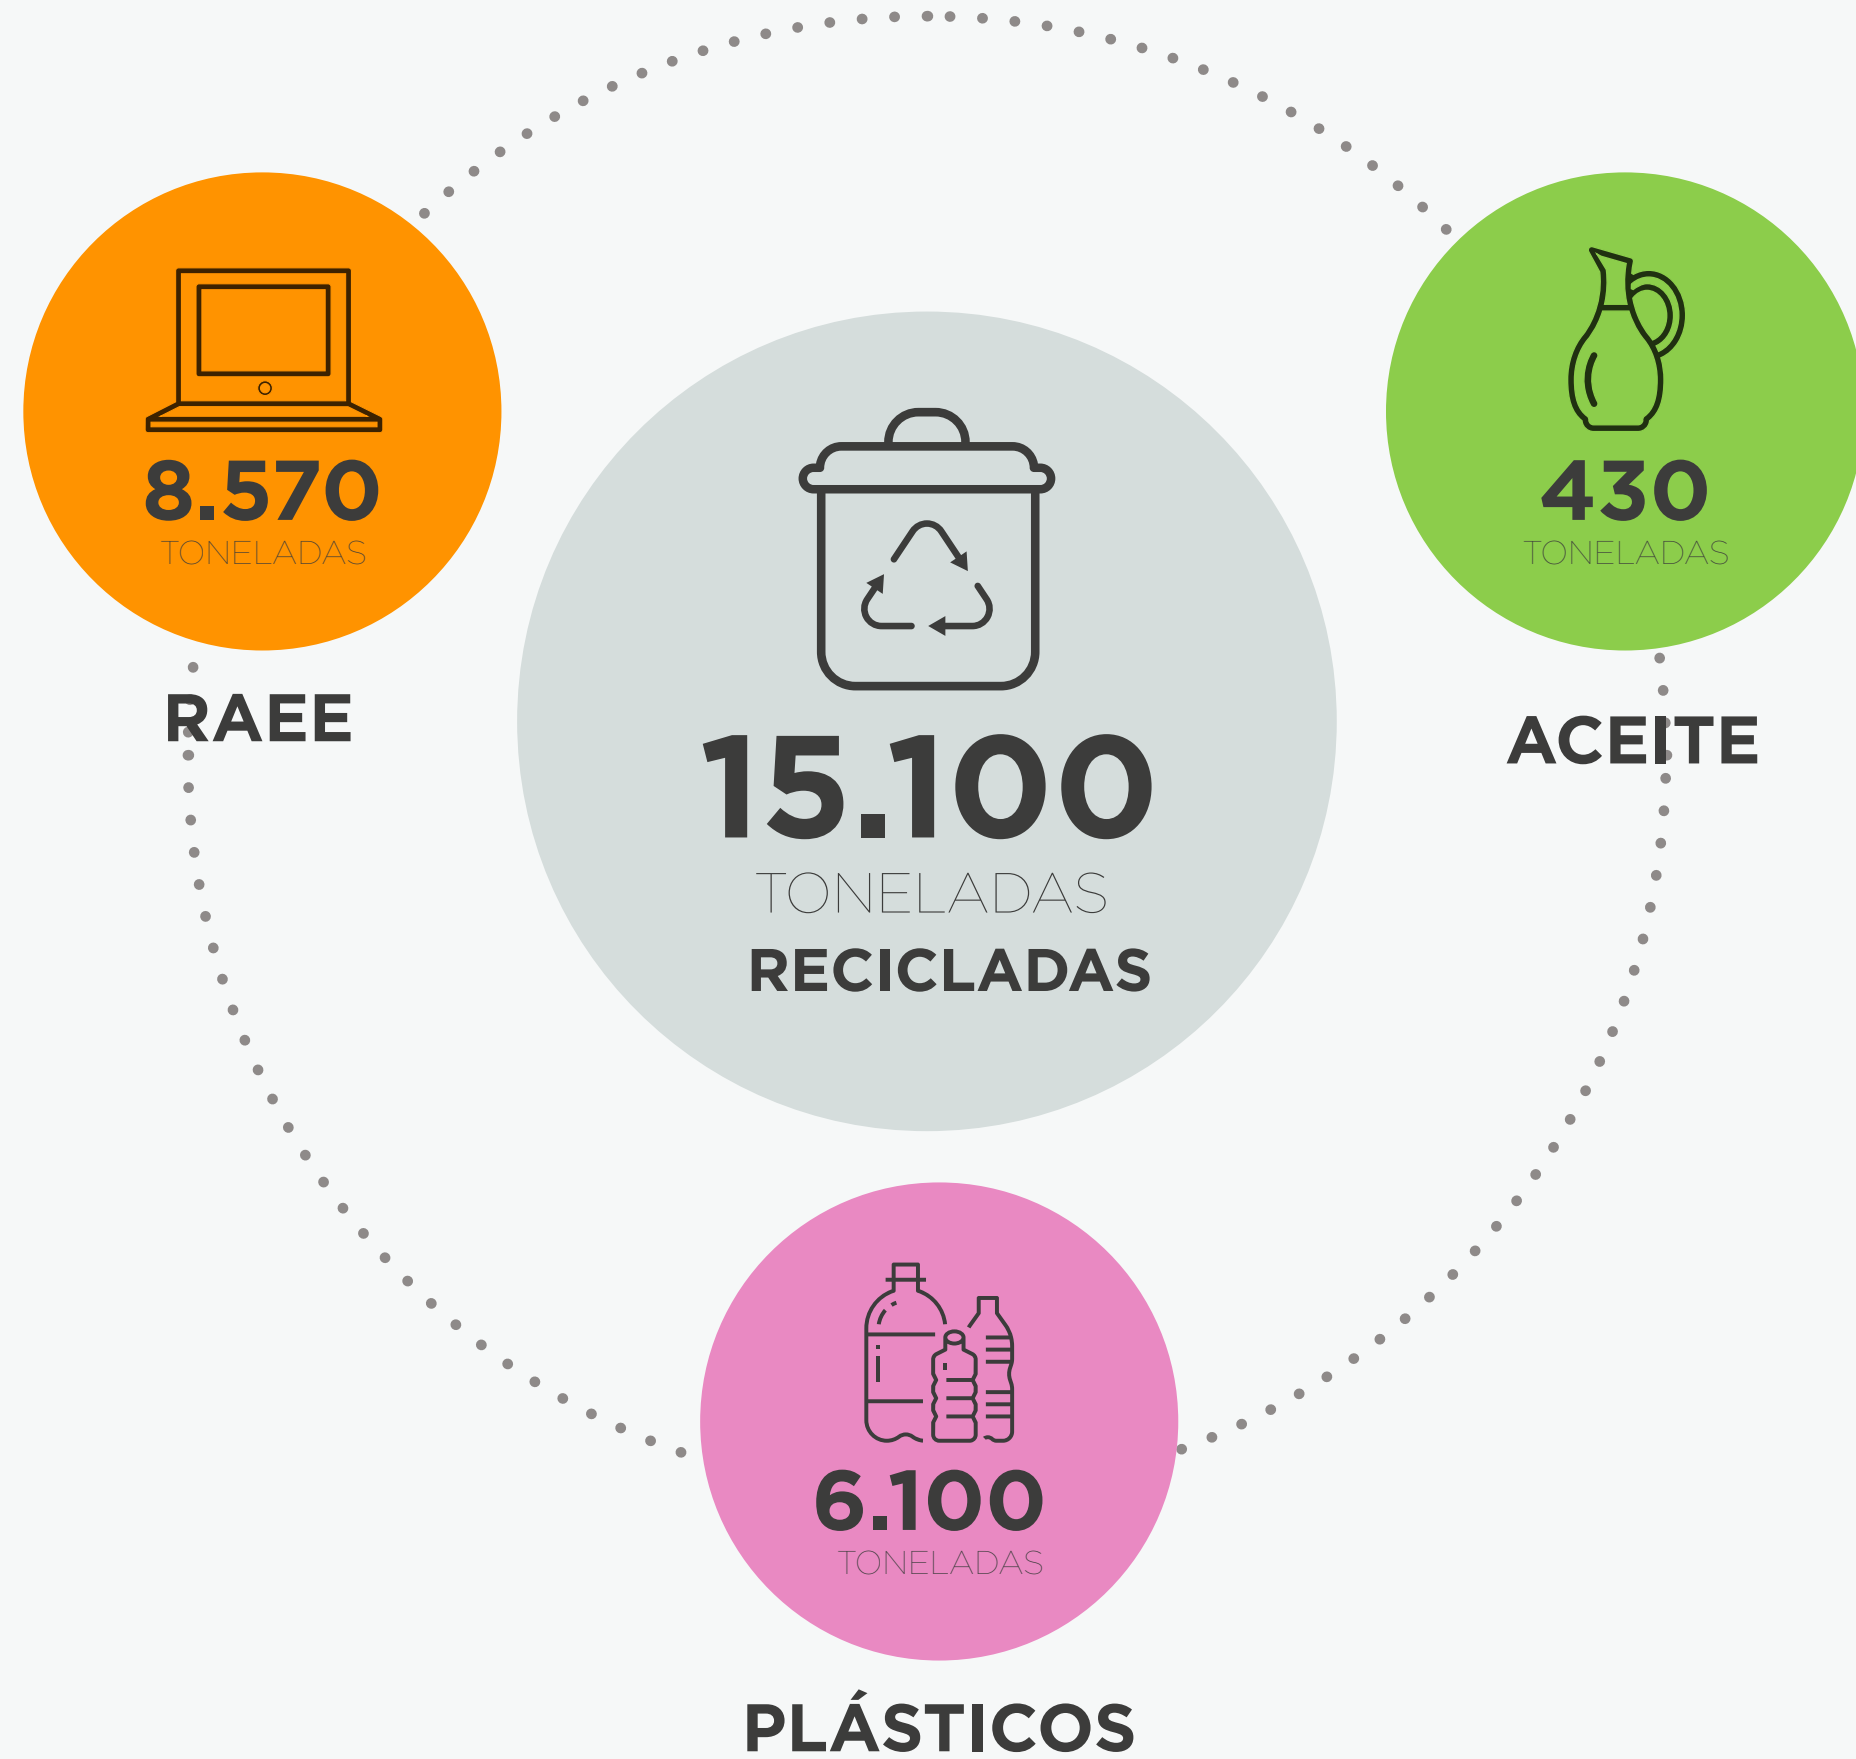 8.570
TONELADAS
RAEE
430
TONELADAS
ACEITE
15.100
TONELADAS
RECICLADAS
6.100
TONELADAS
PLÁSTICOS